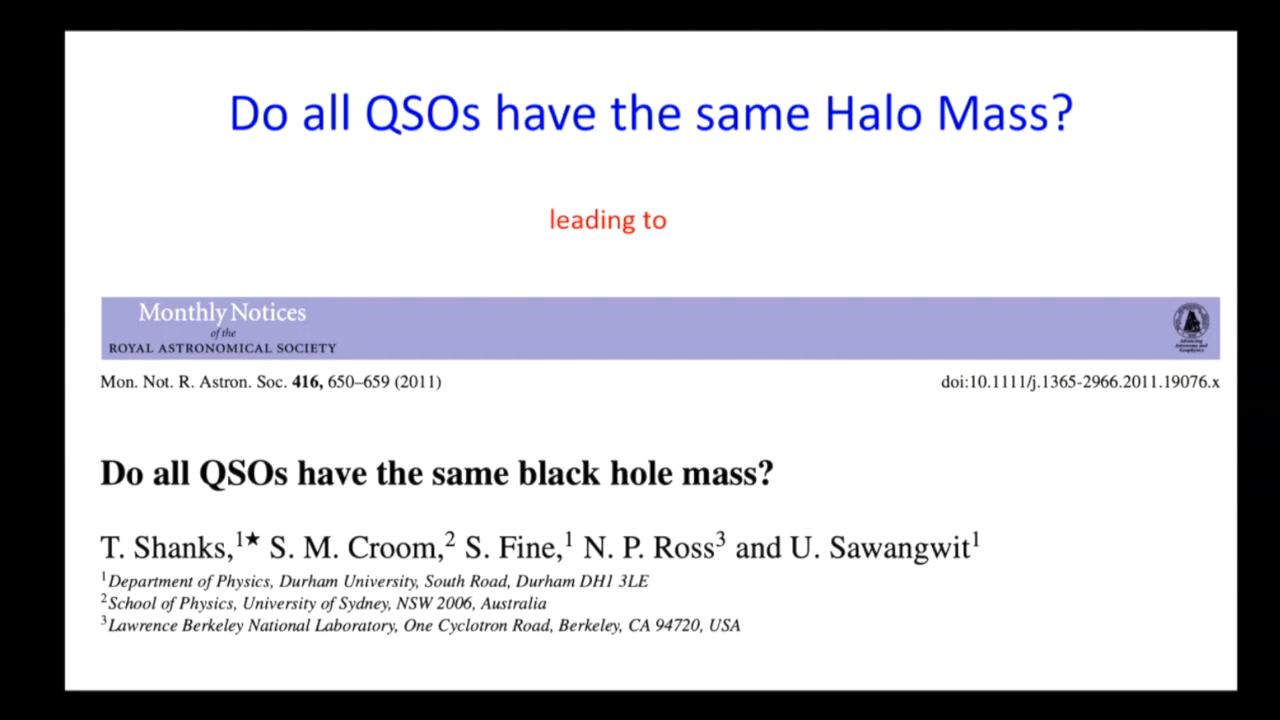 Do all QSOs have the same Halo Mass?
leading to
Monthly Notices
of the
ROYAL ASTRONOMICAL SOCIETY
Mon. Not. R. Astron. Soc. 416, 650–659 (2011) doi:10.1111/j.1365-2966.2011.19076.x
Do all QSOs have the same black hole mass?
T. Shanks,¹★ S. M. Croom,² S. Fine,¹ N. P. Ross³ and U. Sawangwit¹
¹Department of Physics, Durham University, South Road, Durham DH1 3LE
²School of Physics, University of Sydney, NSW 2006, Australia
³Lawrence Berkeley National Laboratory, One Cyclotron Road, Berkeley, CA 94720, USA